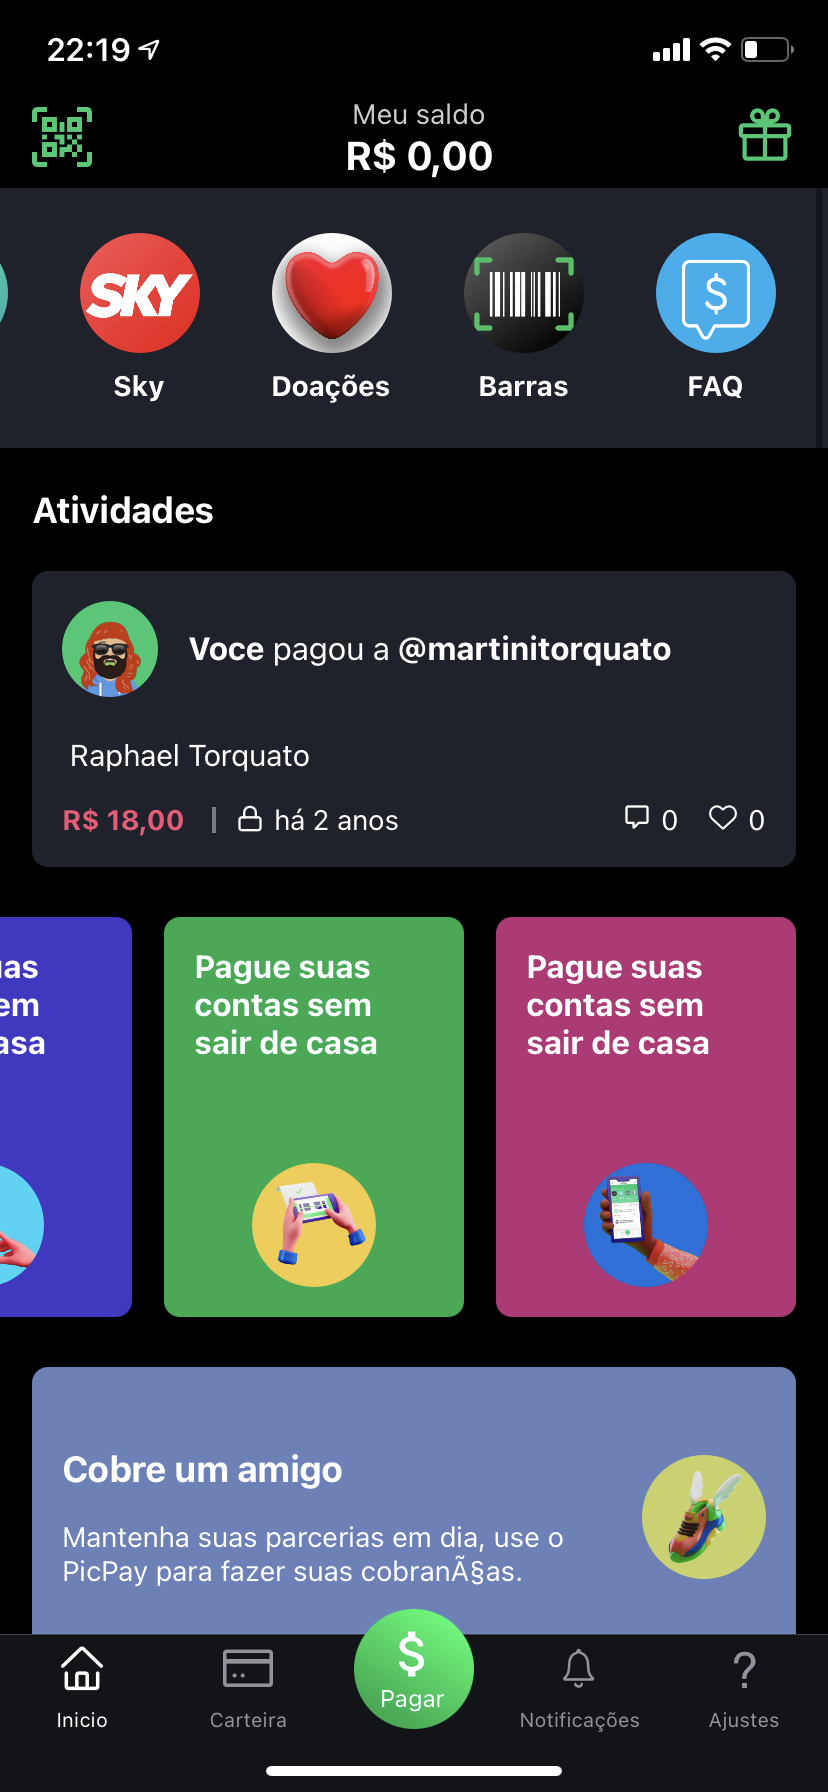 22:19
Meu saldo
R$ 0,00
SKY
Sky
Doações
Barras
FAQ
Atividades
Voce pagou a @martinitorquato
Raphael Torquato
R$ 18,00 | há 2 anos
0 0
Pague suas
contas sem
sair de casa
Pague suas
contas sem
sair de casa
Cobre um amigo
Mantenha suas parcerias em dia, use o
PicPay para fazer suas cobranÃ§as.
$
Pagar
Inicio
Carteira
Notificações
Ajustes